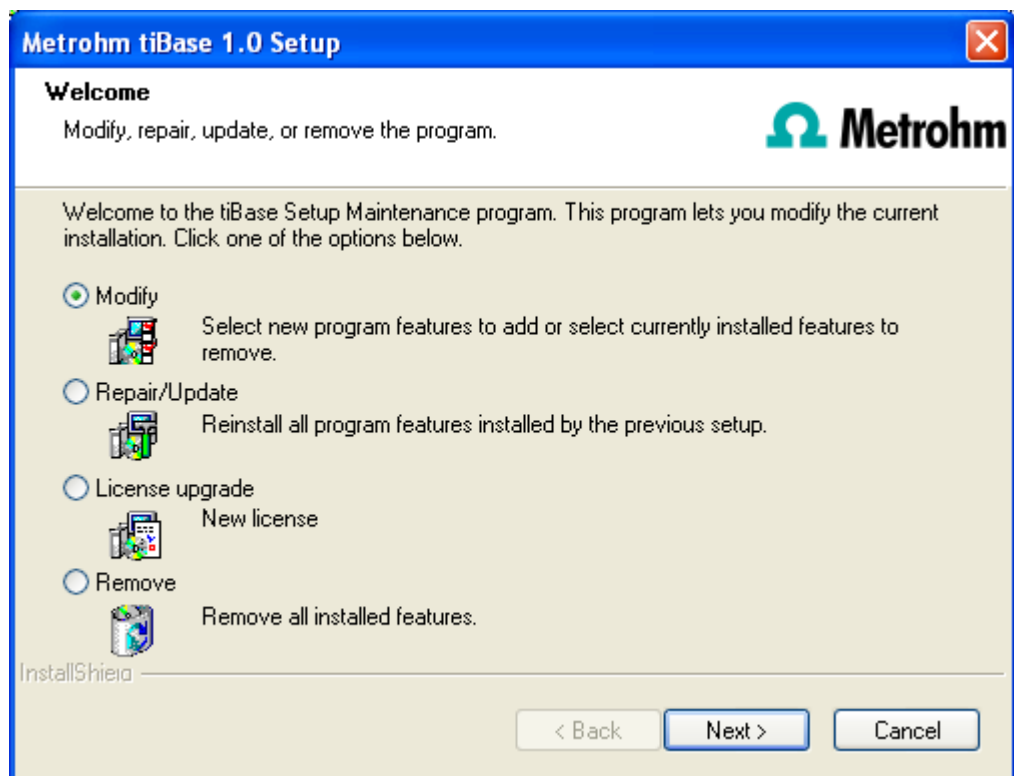 Metrohm tiBase 1.0 Setup
Welcome
Modify, repair, update, or remove the program.
Metrohm
Welcome to the tiBase Setup Maintenance program. This program lets you modify the current
installation. Click one of the options below.
Modify
Select new program features to add or select currently installed features to
remove.
Repair/Update
Reinstall all program features installed by the previous setup.
License upgrade
New license
Remove
Remove all installed features.
InstallShield
< Back
Next >
Cancel